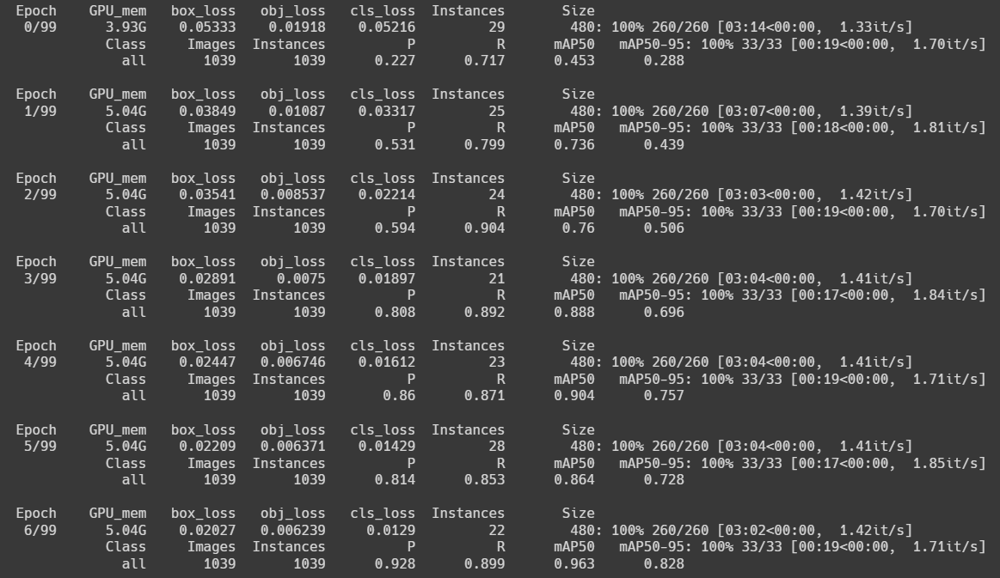 Epoch GPU_mem box_loss obj_loss cls_loss Instances Size
0/99 3.93G 0.05333 0.01918 0.05216 29 480: 100% 260/260 [03:14<00:00, 1.33it/s]
Class Images Instances P R mAP50 mAP50-95: 100% 33/33 [00:19<00:00, 1.70it/s]
all 1039 1039 0.227 0.717 0.453 0.288
Epoch GPU_mem box_loss obj_loss cls_loss Instances Size
1/99 5.04G 0.03849 0.01087 0.03317 25 480: 100% 260/260 [03:07<00:00, 1.39it/s]
Class Images Instances P R mAP50 mAP50-95: 100% 33/33 [00:18<00:00, 1.81it/s]
all 1039 1039 0.531 0.799 0.736 0.439
Epoch GPU_mem box_loss obj_loss cls_loss Instances Size
2/99 5.04G 0.03541 0.008537 0.02214 24 480: 100% 260/260 [03:03<00:00, 1.42it/s]
Class Images Instances P R mAP50 mAP50-95: 100% 33/33 [00:19<00:00, 1.70it/s]
all 1039 1039 0.594 0.904 0.76 0.506
Epoch GPU_mem box_loss obj_loss cls_loss Instances Size
3/99 5.04G 0.02891 0.0075 0.01897 21 480: 100% 260/260 [03:04<00:00, 1.41it/s]
Class Images Instances P R mAP50 mAP50-95: 100% 33/33 [00:17<00:00, 1.84it/s]
all 1039 1039 0.808 0.892 0.888 0.696
Epoch GPU_mem box_loss obj_loss cls_loss Instances Size
4/99 5.04G 0.02447 0.006746 0.01612 23 480: 100% 260/260 [03:04<00:00, 1.41it/s]
Class Images Instances P R mAP50 mAP50-95: 100% 33/33 [00:19<00:00, 1.71it/s]
all 1039 1039 0.86 0.871 0.904 0.757
Epoch GPU_mem box_loss obj_loss cls_loss Instances Size
5/99 5.04G 0.02209 0.006371 0.01429 28 480: 100% 260/260 [03:04<00:00, 1.41it/s]
Class Images Instances P R mAP50 mAP50-95: 100% 33/33 [00:17<00:00, 1.85it/s]
all 1039 1039 0.814 0.853 0.864 0.728
Epoch GPU_mem box_loss obj_loss cls_loss Instances Size
6/99 5.04G 0.02027 0.006239 0.0129 22 480: 100% 260/260 [03:02<00:00, 1.42it/s]
Class Images Instances P R mAP50 mAP50-95: 100% 33/33 [00:19<00:00, 1.71it/s]
all 1039 1039 0.928 0.899 0.963 0.828